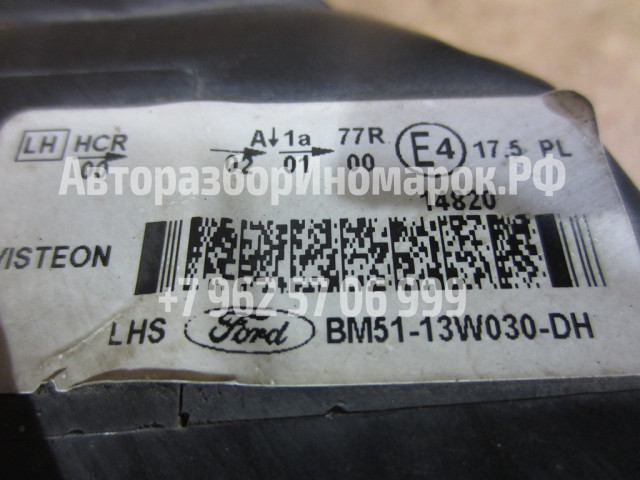 LH HCR A↓ 1a 77R E4 17.5 PL
00 02 01 00
14820
АвторазборИномарок.РФ
VISTEON
+7 962 57 06 999
LHS Ford BM51-13W030-DH